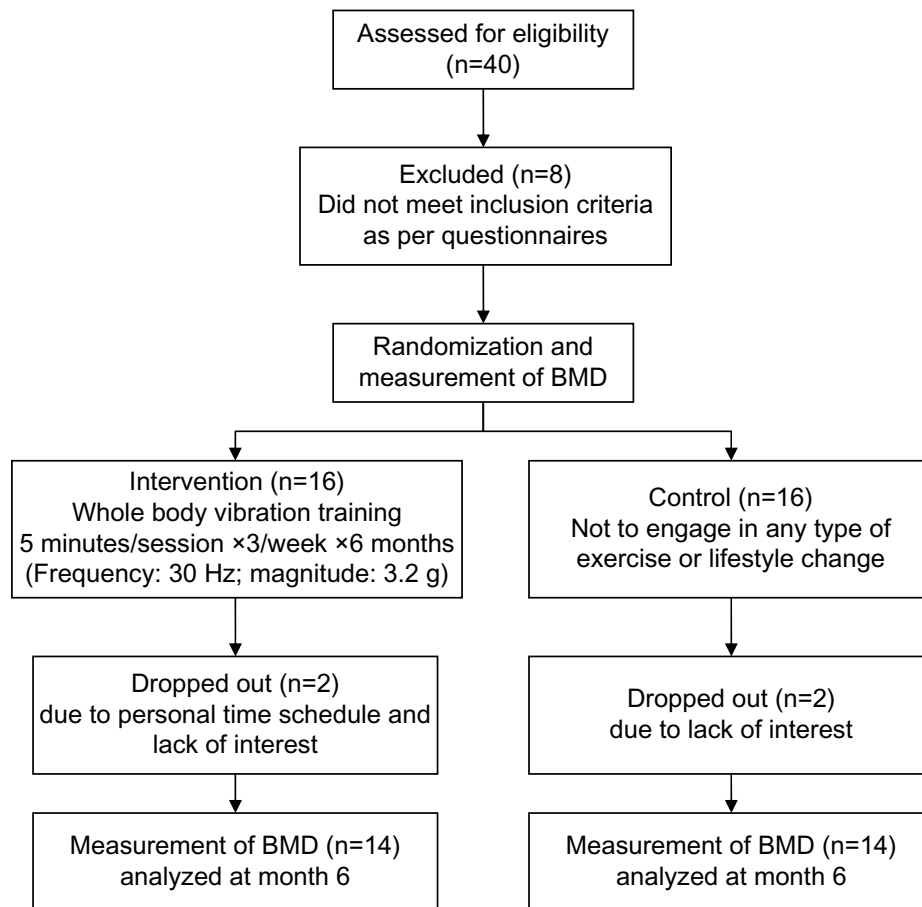 Assessed for eligibility
(n=40)
Excluded (n=8)
Did not meet inclusion criteria
as per questionnaires
Randomization and
measurement of BMD
Intervention (n=16)
Whole body vibration training
5 minutes/session ×3/week ×6 months
(Frequency: 30 Hz; magnitude: 3.2 g)
Control (n=16)
Not to engage in any type of
exercise or lifestyle change
Dropped out (n=2)
due to personal time schedule and
lack of interest
Dropped out (n=2)
due to lack of interest
Measurement of BMD (n=14)
analyzed at month 6
Measurement of BMD (n=14)
analyzed at month 6